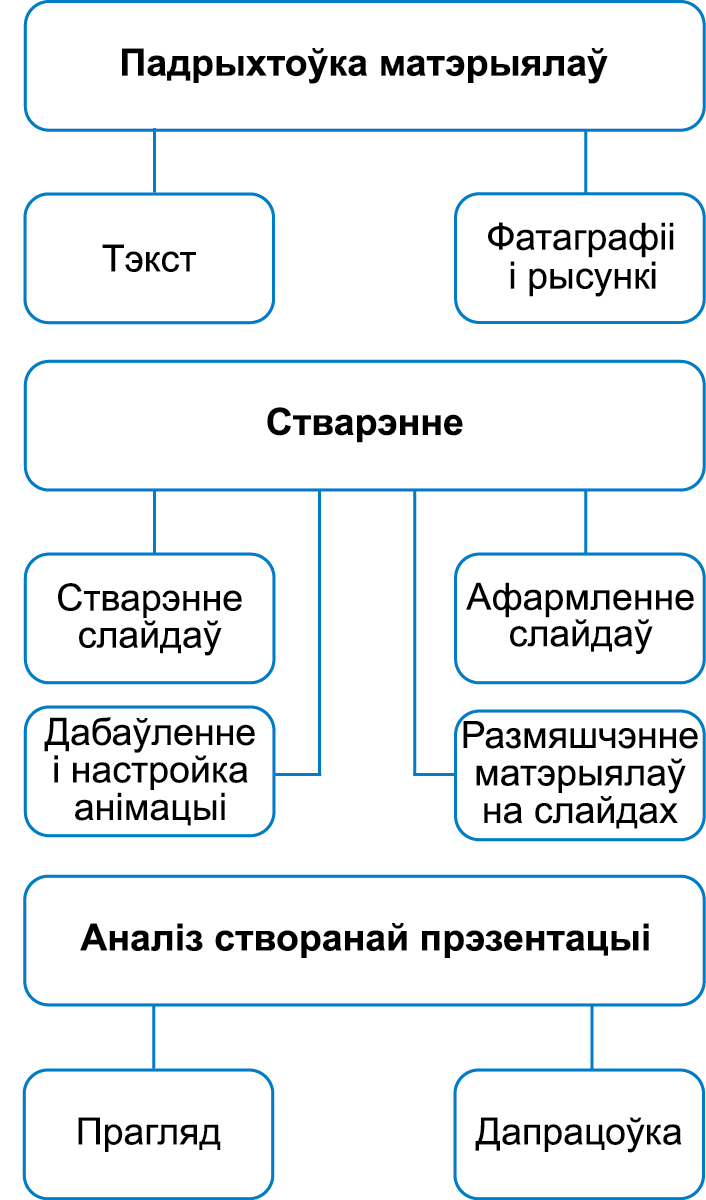 Падрыхтоўка матэрыялаў
Тэкст
Фатаграфіі
і рысункі
Стварэнне
Стварэнне
слайдаў
Афармленне
слайдаў
Дабаўленне
і настройка
анімацыі
Размяшчэнне
матэрыялаў
на слайдах
Аналіз створанай прэзентацыі
Прагляд
Дапрацоўка